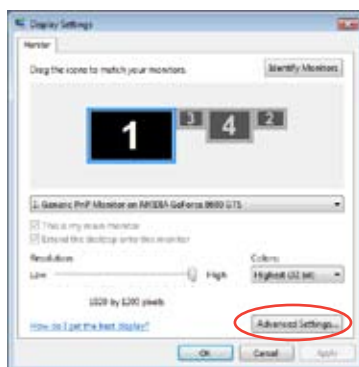 Display Settings
Monitor
Drag the icons to match your monitors.
Identify Monitors
1
3
4
2
1. Generic PnP Monitor on NVIDIA GeForce 8600 GTS
This is my main monitor
Extend the desktop onto this monitor
Resolution:
Colors:
Low
High
Highest (32 bit)
by 1200 pixels
How do I get the best display?
Advanced Settings...
OK
Cancel
Apply